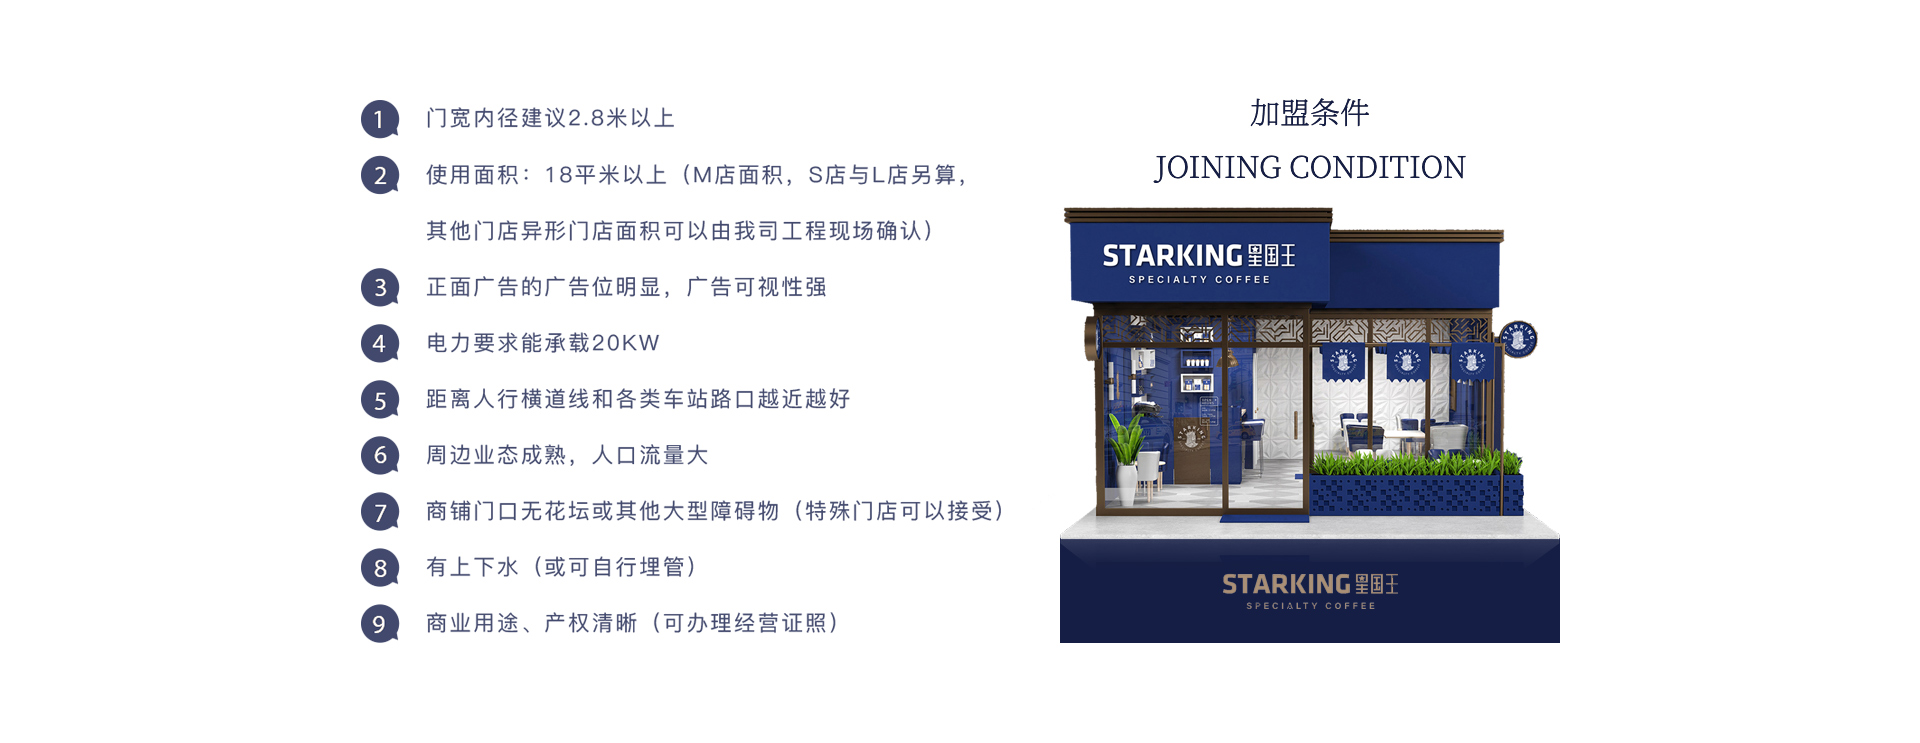 1 门宽内径建议2.8米以上
2 使用面积：18平米以上（M店面积，S店与L店另算，
其他门店异形门店面积可以由我司工程现场确认）
3 正面广告的广告位明显，广告可视性强
4 电力要求能承载20KW
5 距离人行横道线和各类车站路口越近越好
6 周边业态成熟，人口流量大
7 商铺门口无花坛或其他大型障碍物（特殊门店可以接受）
8 有上下水（或可自行埋管）
9 商业用途、产权清晰（可办理经营证照）
加盟条件
JOINING CONDITION
STARKING 星国王
SPECIALTY COFFEE
STARKING
STARKING
STARKING
STARKING
STARKING
STARKING 星国王
SPECIALTY COFFEE